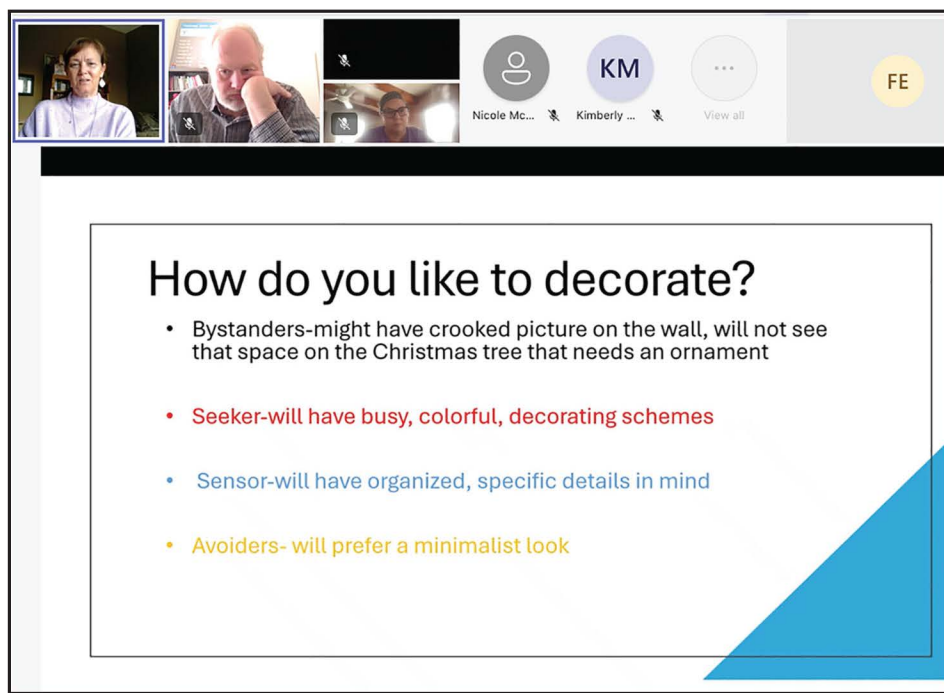 Nicole Mc...
KM
Kimberly ...
...
View all
FE
How do you like to decorate?
• Bystanders-might have crooked picture on the wall, will not see
that space on the Christmas tree that needs an ornament
• Seeker-will have busy, colorful, decorating schemes
• Sensor-will have organized, specific details in mind
• Avoiders- will prefer a minimalist look